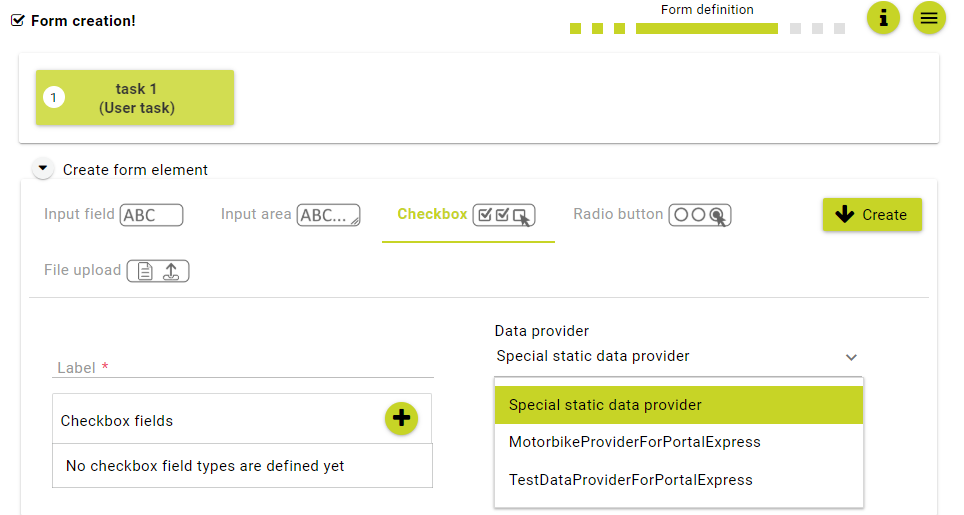 Form creation!
Form definition
1
task 1
(User task)
Create form element
Input field ABC
Input area ABC...
Checkbox
Radio button
Create
File upload
Data provider
Special static data provider
Label *
Special static data provider
Checkbox fields
MotorbikeProviderForPortalExpress
No checkbox field types are defined yet
TestDataProviderForPortalExpress